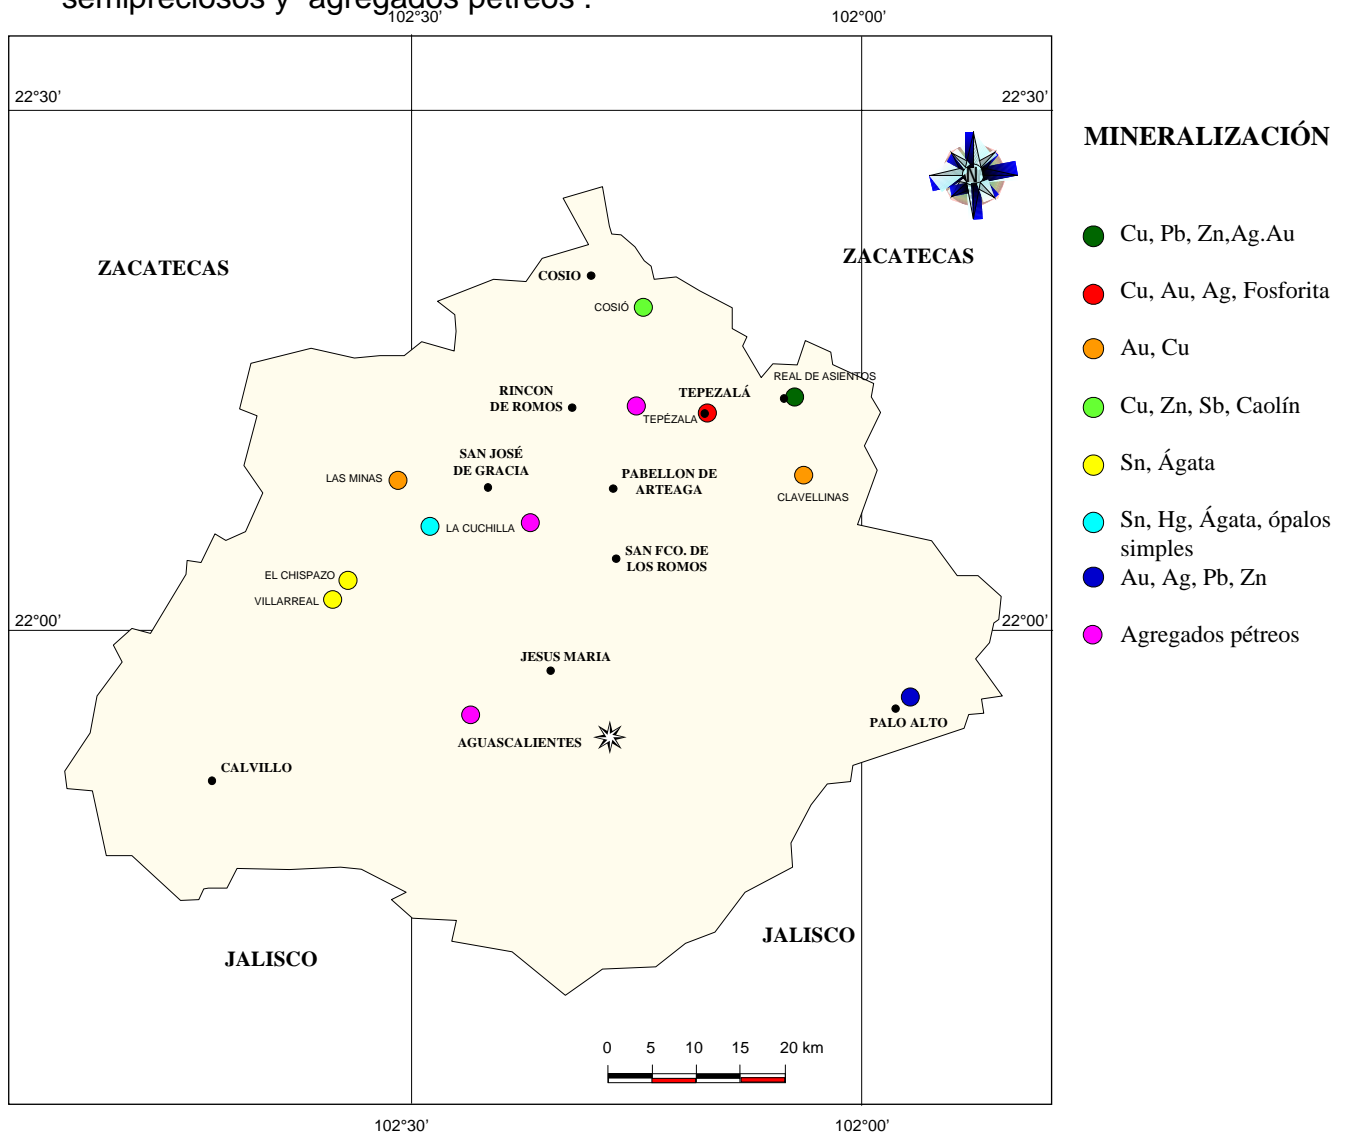 semipreciosos y agregados pétreos .
102°30’
102°00’
22°30’
22°30’
MINERALIZACIÓN
N
Cu, Pb, Zn,Ag.Au
ZACATECAS
ZACATECAS
COSIO
Cu, Au, Ag, Fosforita
COSIÓ
Au, Cu
REAL DE ASIENTOS
RINCON
DE ROMOS
TEPEZALÁ
TEPÉZALA
Cu, Zn, Sb, Caolín
SAN JOSÉ
DE GRACIA
LAS MINAS
PABELLON DE
ARTEAGA
CLAVELLINAS
Sn, Ágata
LA CUCHILLA
Sn, Hg, Ágata, ópalos
simples
SAN FCO. DE
LOS ROMOS
EL CHISPAZO
VILLARREAL
Au, Ag, Pb, Zn
22°00’
22°00’
Agregados pétreos
JESUS MARIA
PALO ALTO
AGUASCALIENTES
CALVILLO
JALISCO
JALISCO
0 5 10 15 20 km
102°30’
102°00’